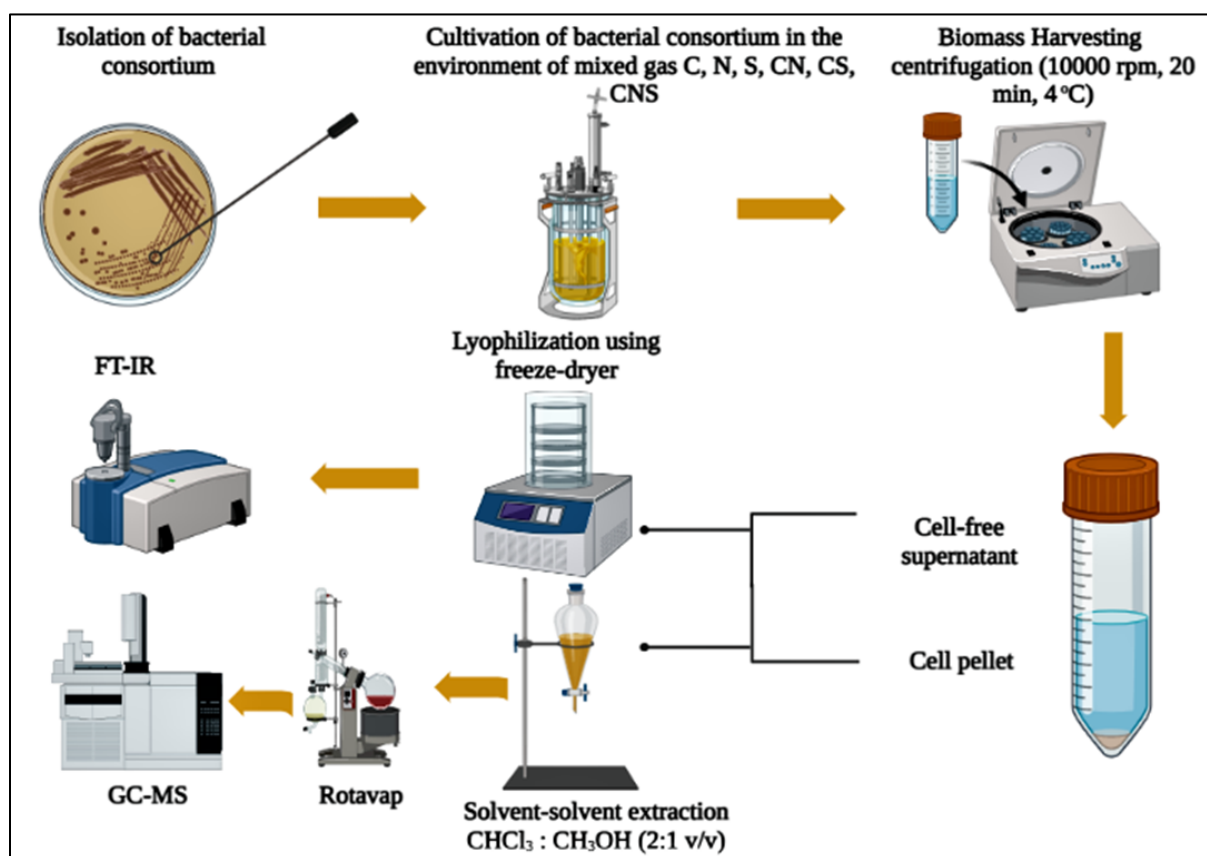 Isolation of bacterial
consortium
Cultivation of bacterial consortium in the
environment of mixed gas C, N, S, CN, CS,
CNS
Biomass Harvesting
centrifugation (10000 rpm, 20
min, 4 ºC)
FT-IR
Lyophilization using
freeze-dryer
Cell-free
supernatant
Cell pellet
GC-MS
Rotavap
Solvent-solvent extraction
CHCl₃ : CH₃OH (2:1 v/v)